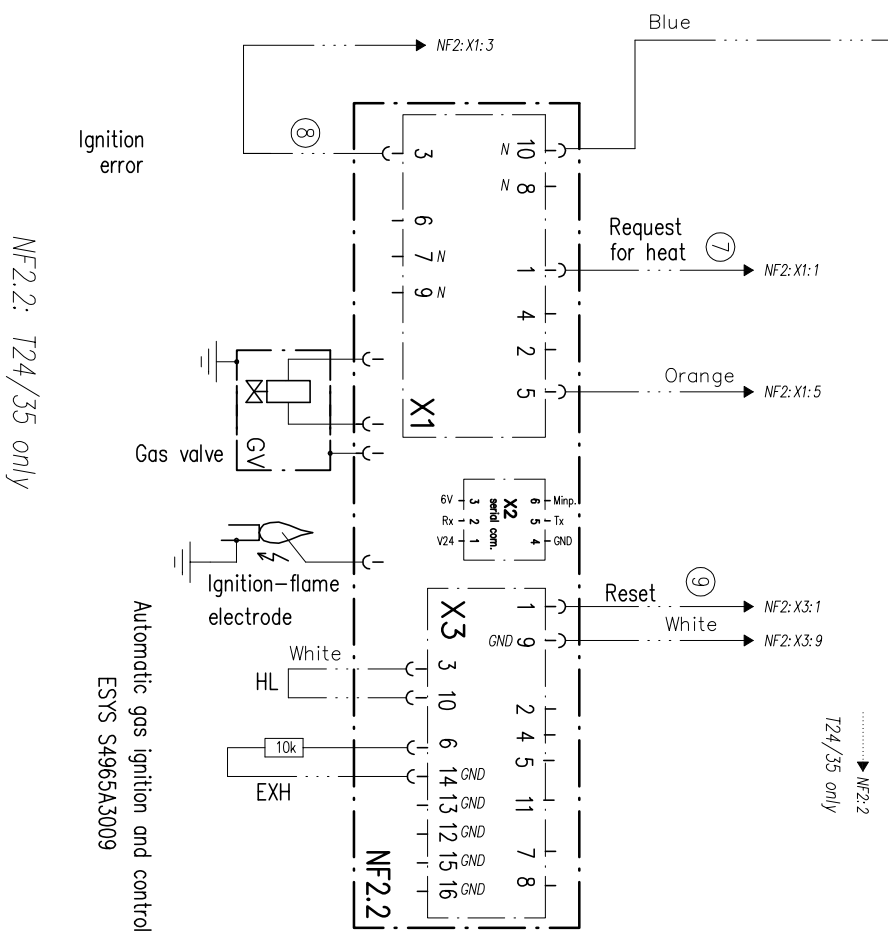 Blue
NF2:X1:3
8
Ignition
error
3
N 10
N 8
6
7 N
9 N
Request
for heat
7
1
NF2:X1:1
4
2
5
Orange
NF2:X1:5
X1
Gas valve
GV
NF2.2: T24/35 only
6V 3
Rx 2
V24 1
X2
serial com.
6 Minp.
5 Tx
4 GND
Ignition-flame
electrode
X3
1
Reset
9
NF2:X3:1
GND 9
White
NF2:X3:9
White
HL
3
10
2
4
5
6
10k
14 GND
EXH
13 GND
12 GND
15 GND
16 GND
11
7
8
NF2.2
Automatic gas ignition and control
ESYS S4965A3009
NF2:2
T24/35 only